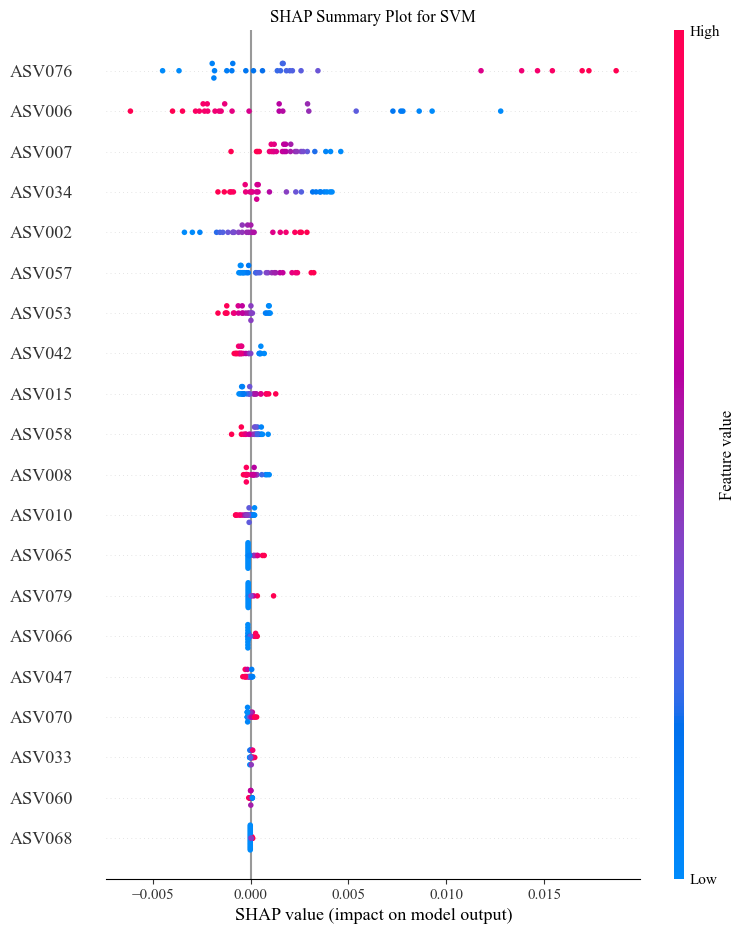 SHAP Summary Plot for SVM
High
ASV076
ASV006
ASV007
ASV034
ASV002
ASV057
ASV053
ASV042
ASV015
ASV058
ASV008
ASV010
ASV065
ASV079
ASV066
ASV047
ASV070
ASV033
ASV060
ASV068
Feature value
Low
−0.005 0.000 0.005 0.010 0.015
SHAP value (impact on model output)